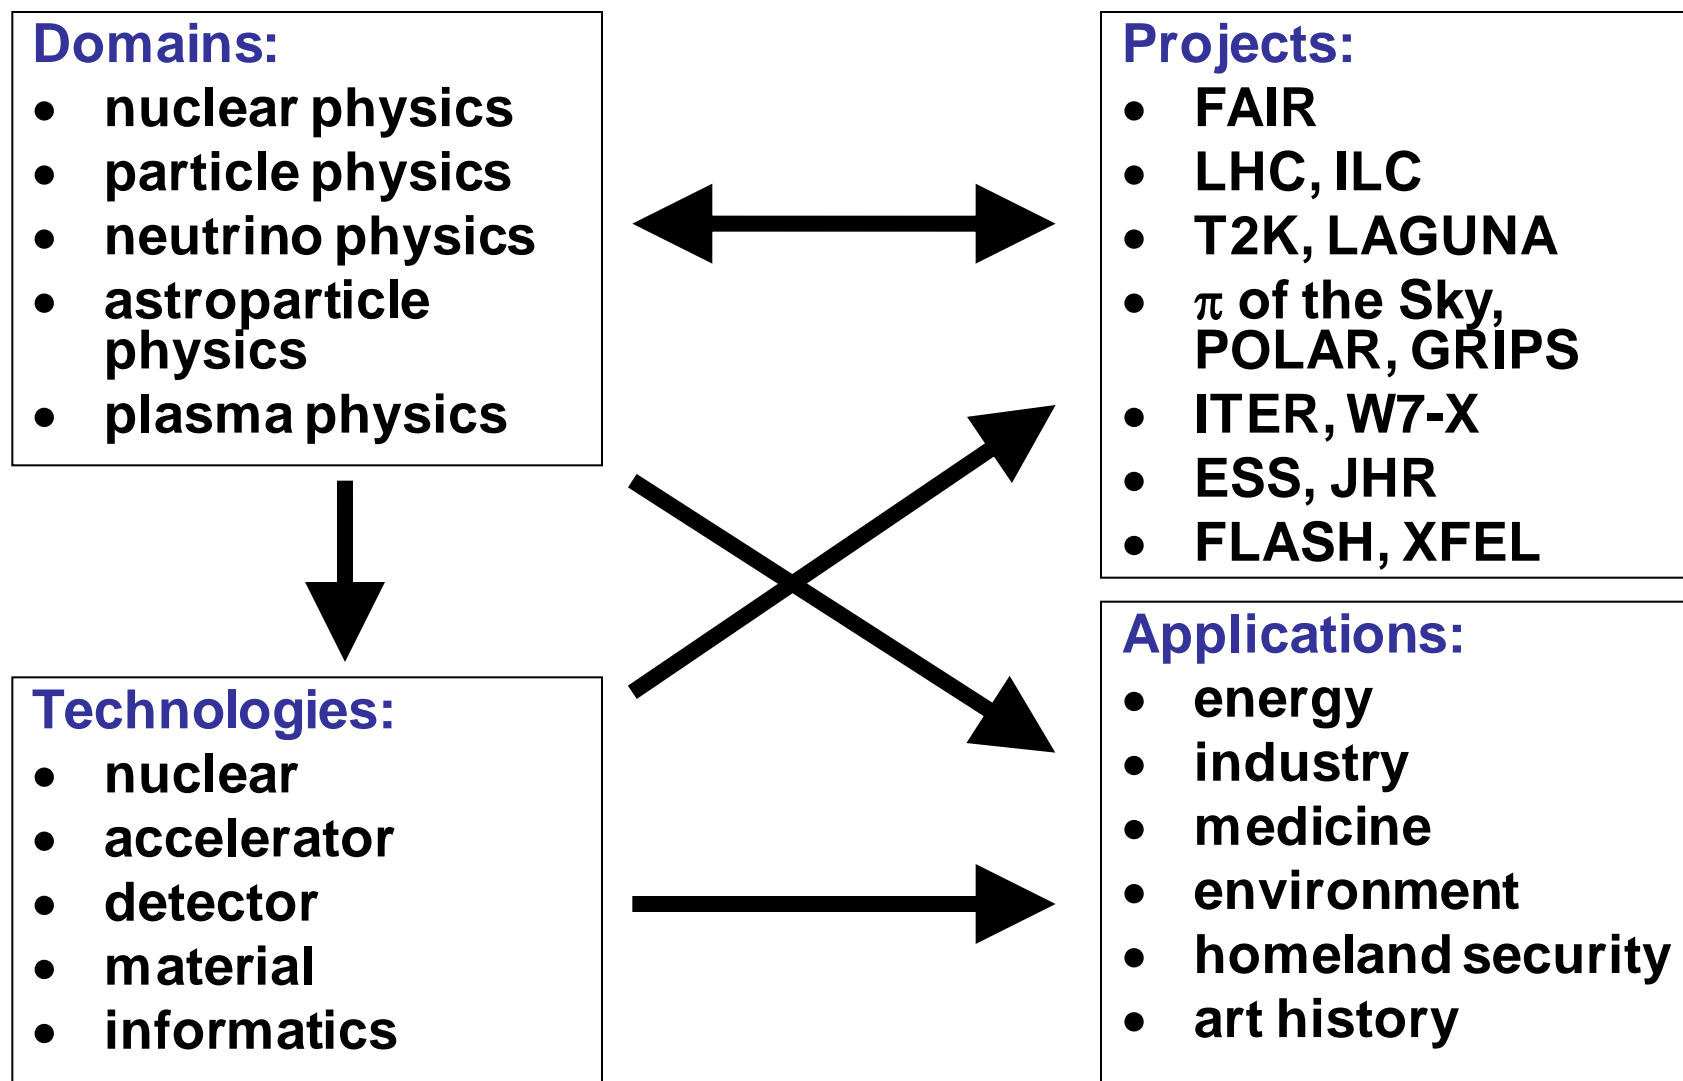 Domains:
• nuclear physics
• particle physics
• neutrino physics
• astroparticle
physics
• plasma physics
Technologies:
• nuclear
• accelerator
• detector
• material
• informatics
Projects:
• FAIR
• LHC, ILC
• T2K, LAGUNA
• π of the Sky,
POLAR, GRIPS
• ITER, W7-X
• ESS, JHR
• FLASH, XFEL
Applications:
• energy
• industry
• medicine
• environment
• homeland security
• art history